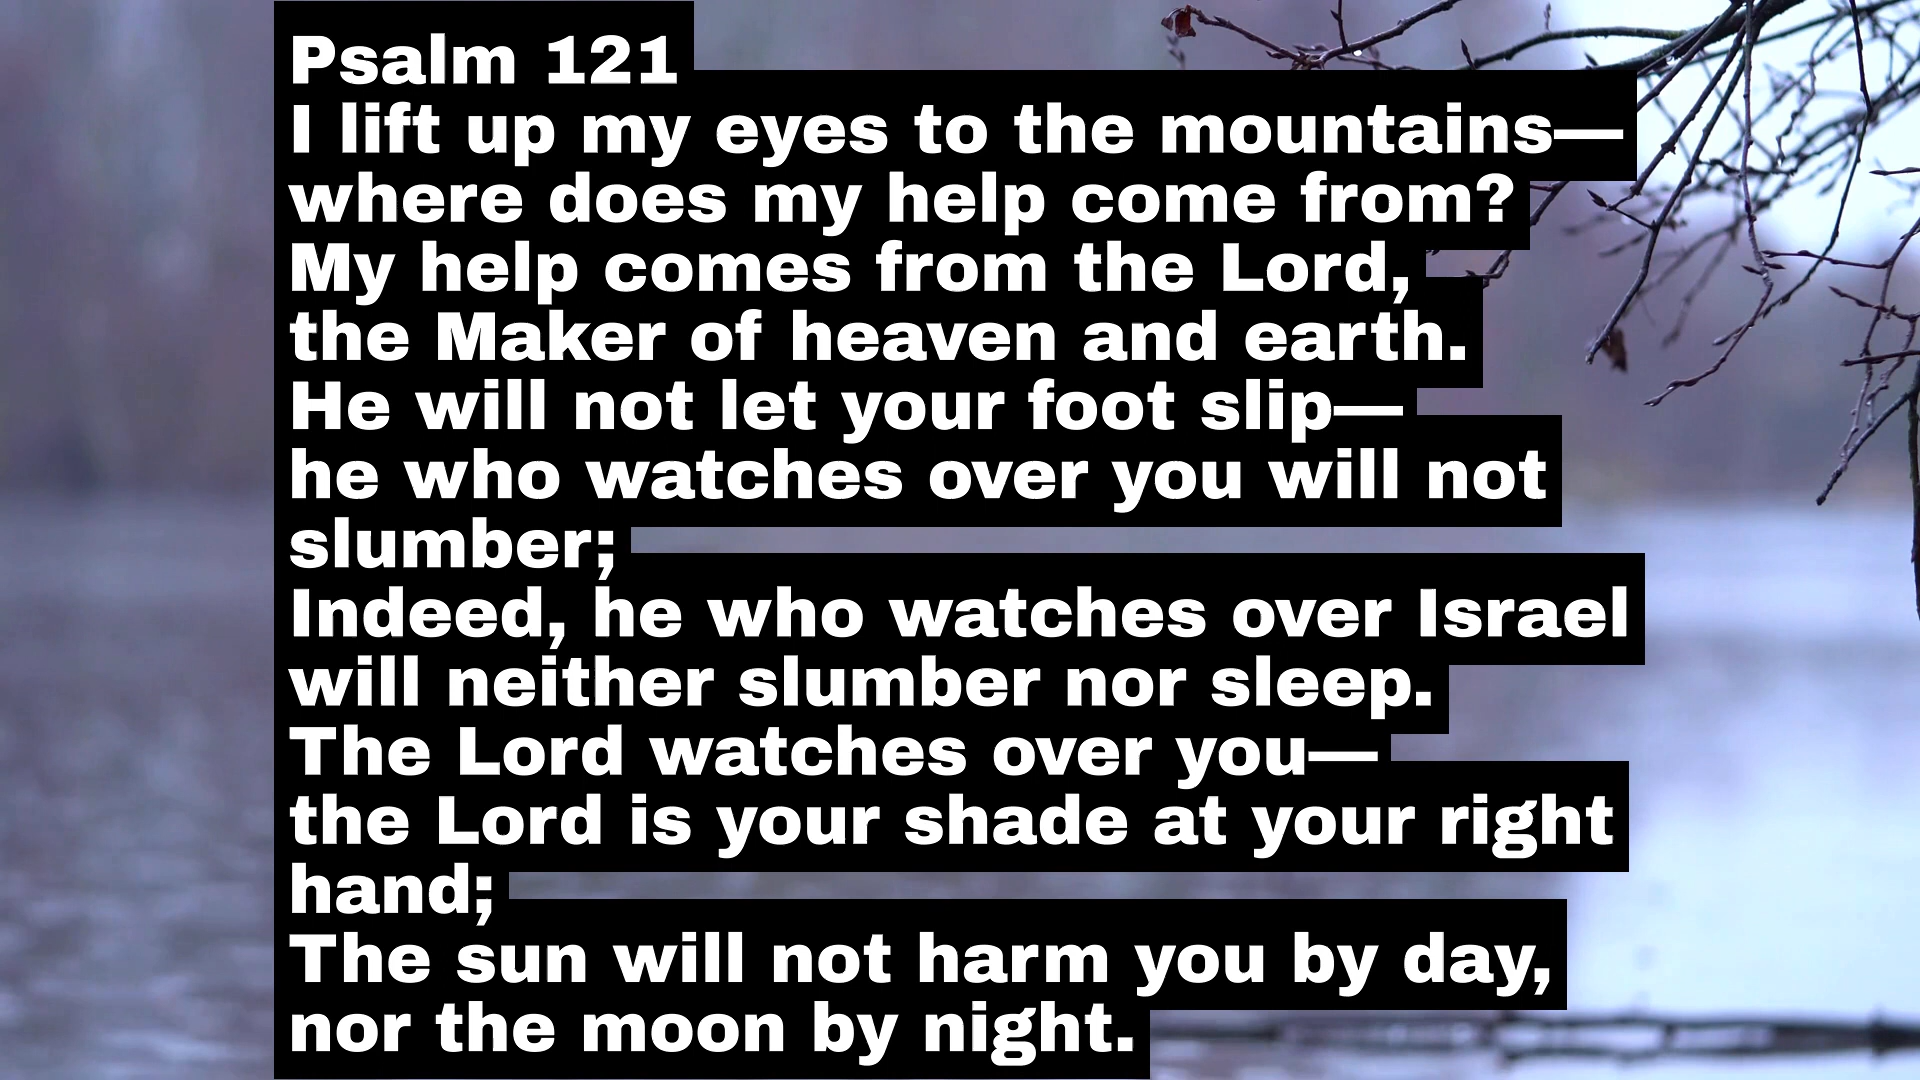 Psalm 121
I lift up my eyes to the mountains—
where does my help come from?
My help comes from the Lord,
the Maker of heaven and earth.
He will not let your foot slip—
he who watches over you will not
slumber;
Indeed, he who watches over Israel
will neither slumber nor sleep.
The Lord watches over you—
the Lord is your shade at your right
hand;
The sun will not harm you by day,
nor the moon by night.